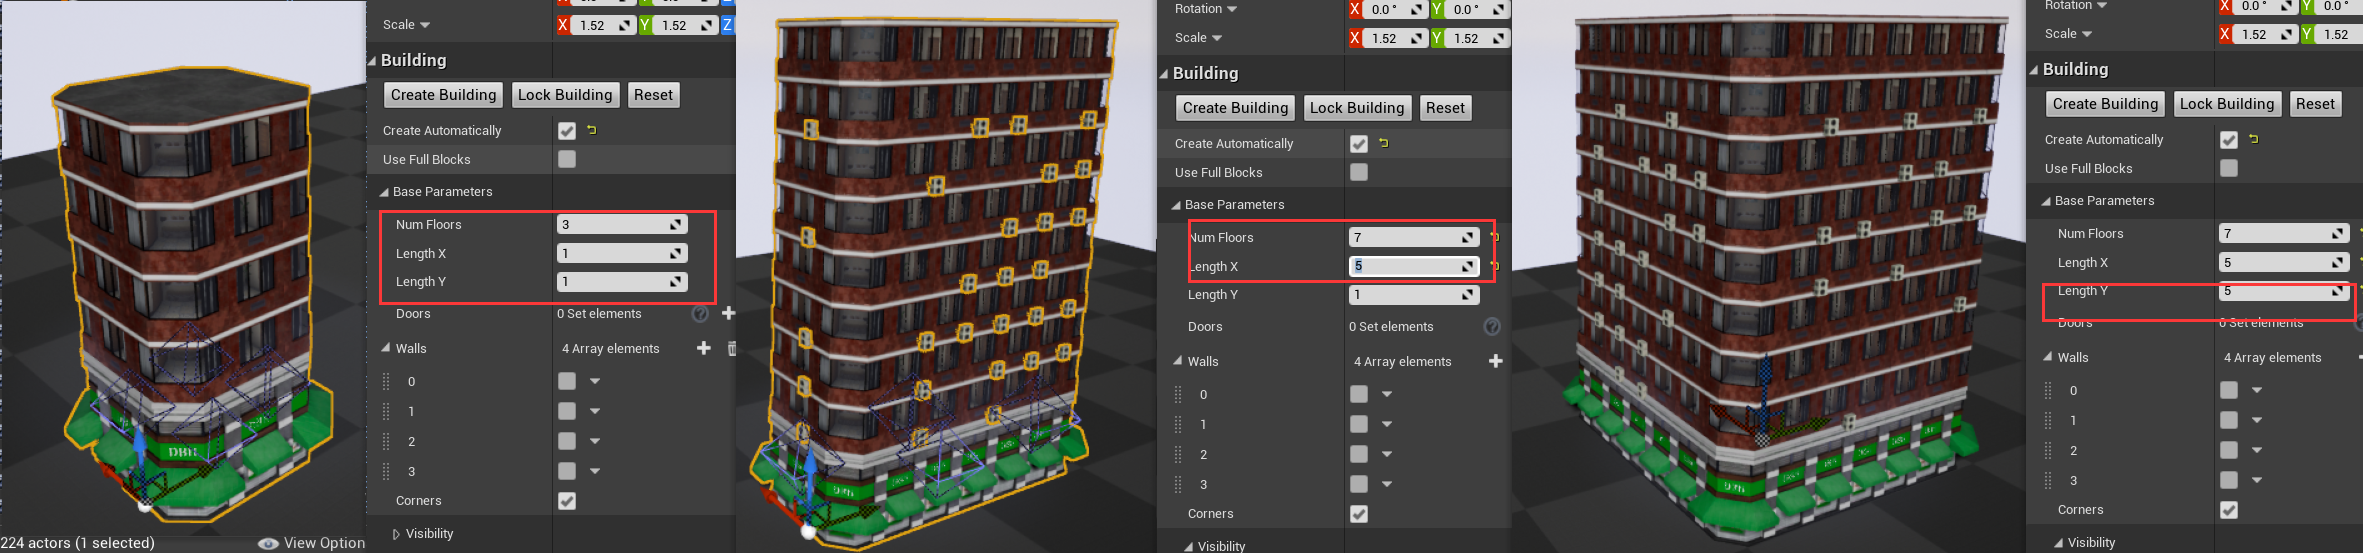 Scale X 1.52 Y 1.52 Z
Building
Create Building Lock Building Reset
Create Automatically
Use Full Blocks
Base Parameters
Num Floors 3
Length X 1
Length Y 1
Doors 0 Set elements
Walls 4 Array elements
0
1
2
3
Corners
Visibility
224 actors (1 selected) View Option
Rotation X 0.0 ° Y 0.0 °
Scale X 1.52 Y 1.52
Building
Create Building Lock Building Reset
Create Automatically
Use Full Blocks
Base Parameters
Num Floors 7
Length X 5
Length Y 1
Doors 0 Set elements
Walls 4 Array elements
0
1
2
3
Corners
Visibility
Rotation X 0.0 ° Y 0.0 °
Scale X 1.52 Y 1.52
Building
Create Building Lock Building Reset
Create Automatically
Use Full Blocks
Base Parameters
Num Floors 7
Length X 5
Length Y 5
Doors 0 Set elements
Walls 4 Array elements
0
1
2
3
Corners
Visibility